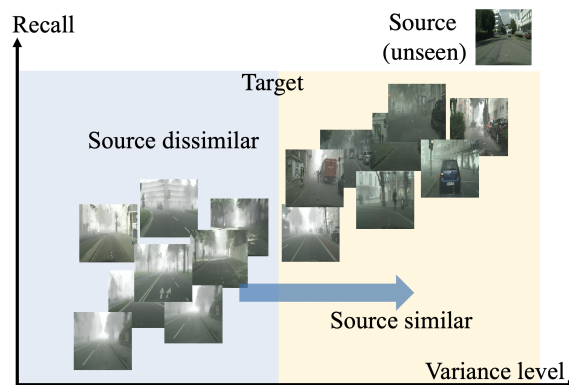 Recall
Source
(unseen)
Target
Source dissimilar
Source similar
Variance level